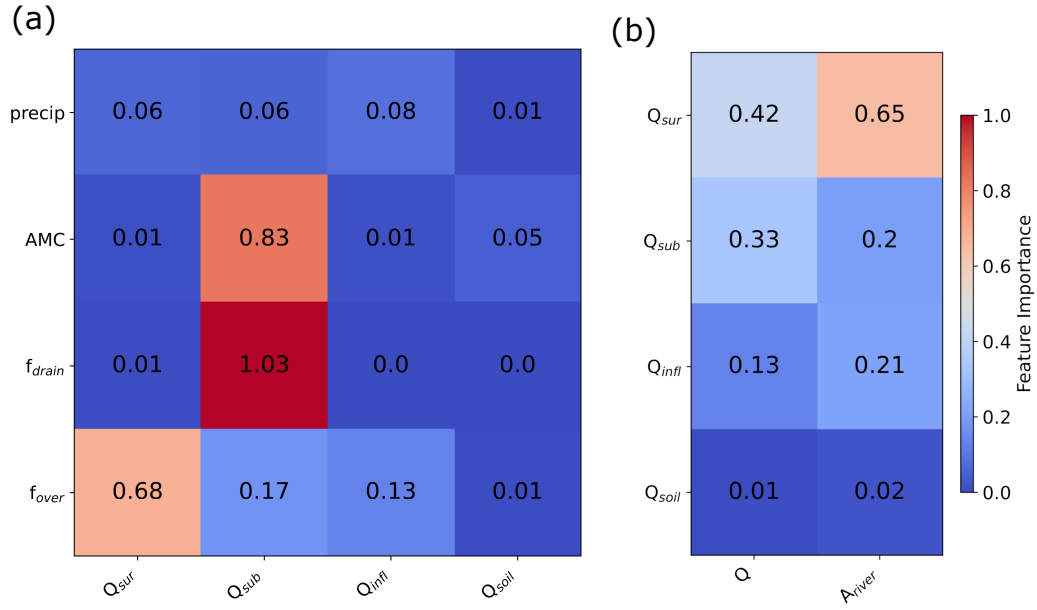 (a)
precip 0.06 0.06 0.08 0.01
AMC 0.01 0.83 0.01 0.05
f_drain 0.01 1.03 0.0 0.0
f_over 0.68 0.17 0.13 0.01
Q_sur Q_sub Q_infl Q_soil
(b)
Q_sur 0.42 0.65
Q_sub 0.33 0.2
Q_infl 0.13 0.21
Q_soil 0.01 0.02
Q A_river
1.0
0.8
0.6
0.4
0.2
0.0
Feature Importance